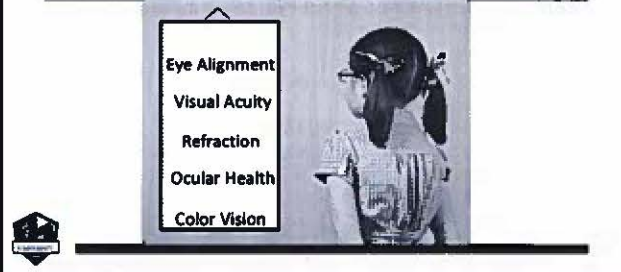 Eye Alignment
Visual Acuity
Refraction
Ocular Health
Color Vision